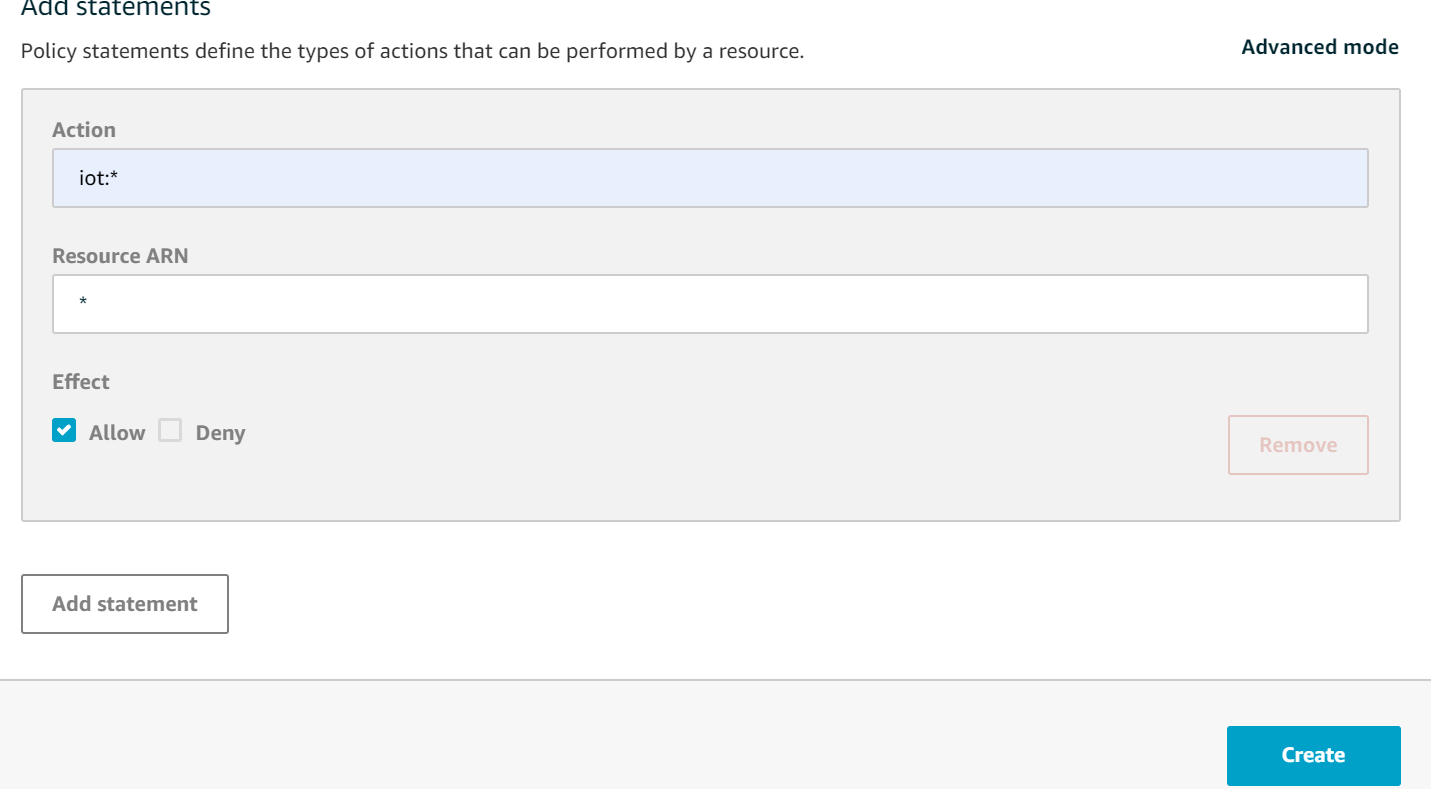 Add statements
Policy statements define the types of actions that can be performed by a resource.
Advanced mode
Action
iot:*
Resource ARN
*
Effect
Allow Deny
Remove
Add statement
Create